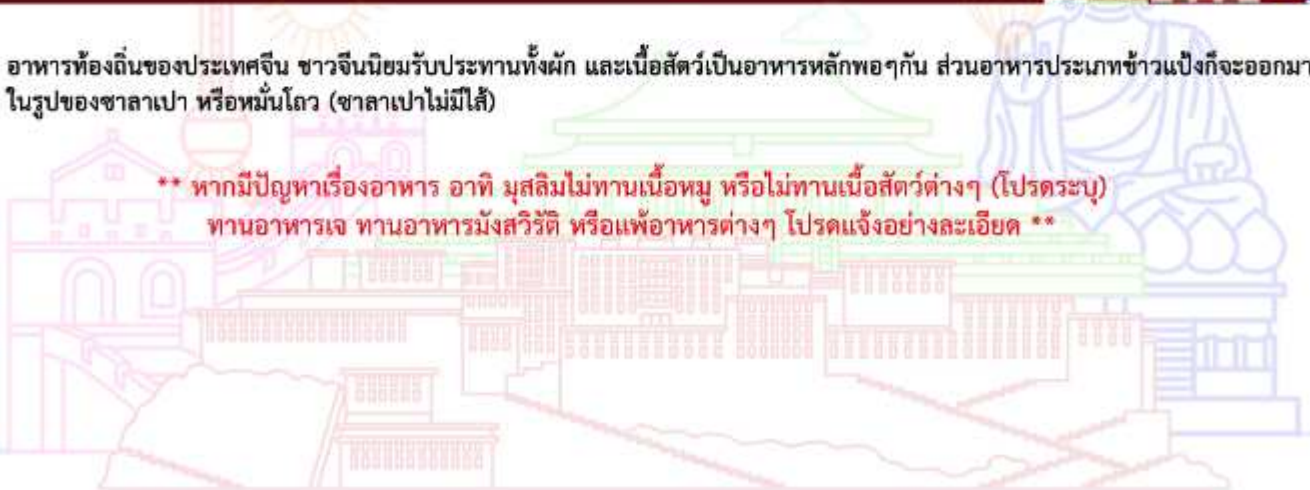 อาหารท้องถิ่นของประเทศจีน ชาวจีนนิยมรับประทานทั้งผัก และเนื้อสัตว์เป็นอาหารหลักพอๆกัน ส่วนอาหารประเภทข้าวแป้งก็จะออกมา
ในรูปของซาลาเปา หรือหมั่นโถว (ซาลาเปาไม่มีไส้)
** หากมีปัญหาเรื่องอาหาร อาทิ มุสลิมไม่ทานเนื้อหมู หรือไม่ทานเนื้อสัตว์ต่างๆ (โปรดระบุ)
ทานอาหารเจ ทานอาหารมังสวิรัติ หรือแพ้อาหารต่างๆ โปรดแจ้งอย่างละเอียด **